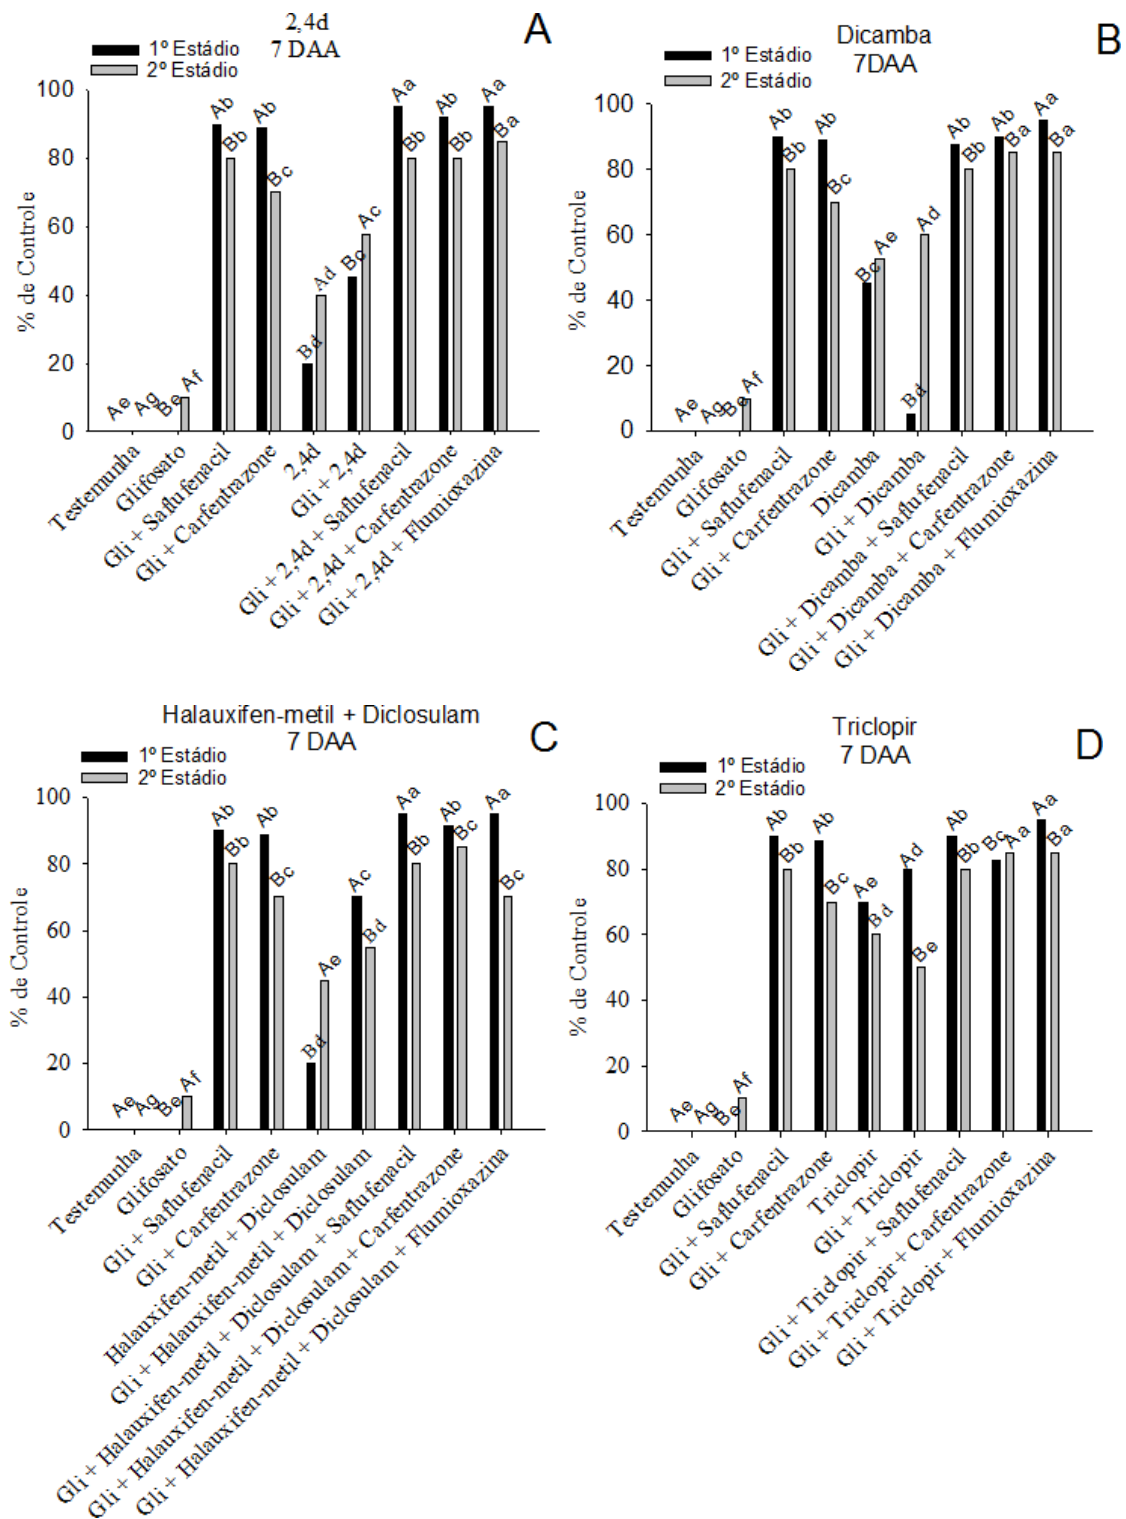 2,4d
7 DAA
A
1º Estádio
2º Estádio
% de Controle
100
80
60
40
20
0
Ae
Ag
Be
Af
Ab
Bb
Ab
Bc
Bd
Ad
Bc
Ac
Aa
Bb
Ab
Bb
Aa
Ba
Testemunha
Glifosato
Gli + Saflufenacil
Gli + Carfentrazone
2,4d
Gli + 2,4d
Gli + 2,4d + Saflufenacil
Gli + 2,4d + Carfentrazone
Gli + 2,4d + Flumioxazina
Dicamba
7DAA
B
1º Estádio
2º Estádio
% de Controle
100
80
60
40
20
0
Ae
Ag
Be
Af
Ab
Bb
Ab
Bc
Bc
Ae
Bd
Ad
Ab
Bb
Ab
Ba
Aa
Ba
Testemunha
Glifosato
Gli + Saflufenacil
Gli + Carfentrazone
Dicamba
Gli + Dicamba
Gli + Dicamba + Saflufenacil
Gli + Dicamba + Carfentrazone
Gli + Dicamba + Flumioxazina
Halauxifen-metil + Diclosulam
7 DAA
C
1º Estádio
2º Estádio
% de Controle
100
80
60
40
20
0
Ae
Ag
Be
Af
Ab
Bb
Ab
Bc
Bd
Ae
Ac
Bd
Aa
Bb
Ab
Bc
Aa
Bc
Testemunha
Glifosato
Gli + Saflufenacil
Gli + Carfentrazone
Halauxifen-metil + Diclosulam
Gli + Halauxifen-metil + Diclosulam
Gli + Halauxifen-metil + Diclosulam + Saflufenacil
Gli + Halauxifen-metil + Diclosulam + Carfentrazone
Gli + Halauxifen-metil + Diclosulam + Flumioxazina
Triclopir
7 DAA
D
1º Estádio
2º Estádio
% de Controle
100
80
60
40
20
0
Ae
Ag
Be
Af
Ab
Bb
Ab
Bc
Ae
Bd
Ad
Be
Ab
Bb
Bc
Aa
Aa
Ba
Testemunha
Glifosato
Gli + Saflufenacil
Gli + Carfentrazone
Triclopir
Gli + Triclopir
Gli + Triclopir + Saflufenacil
Gli + Triclopir + Carfentrazone
Gli + Triclopir + Flumioxazina